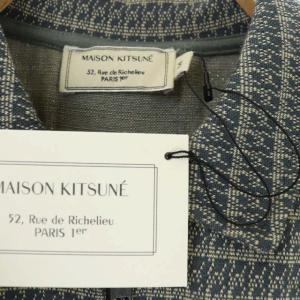 MAISON KITSUNÉ
52, Rue de Richelieu
PARIS 1er
MAISON KITSUNÉ
52, Rue de Richelieu
PARIS 1er